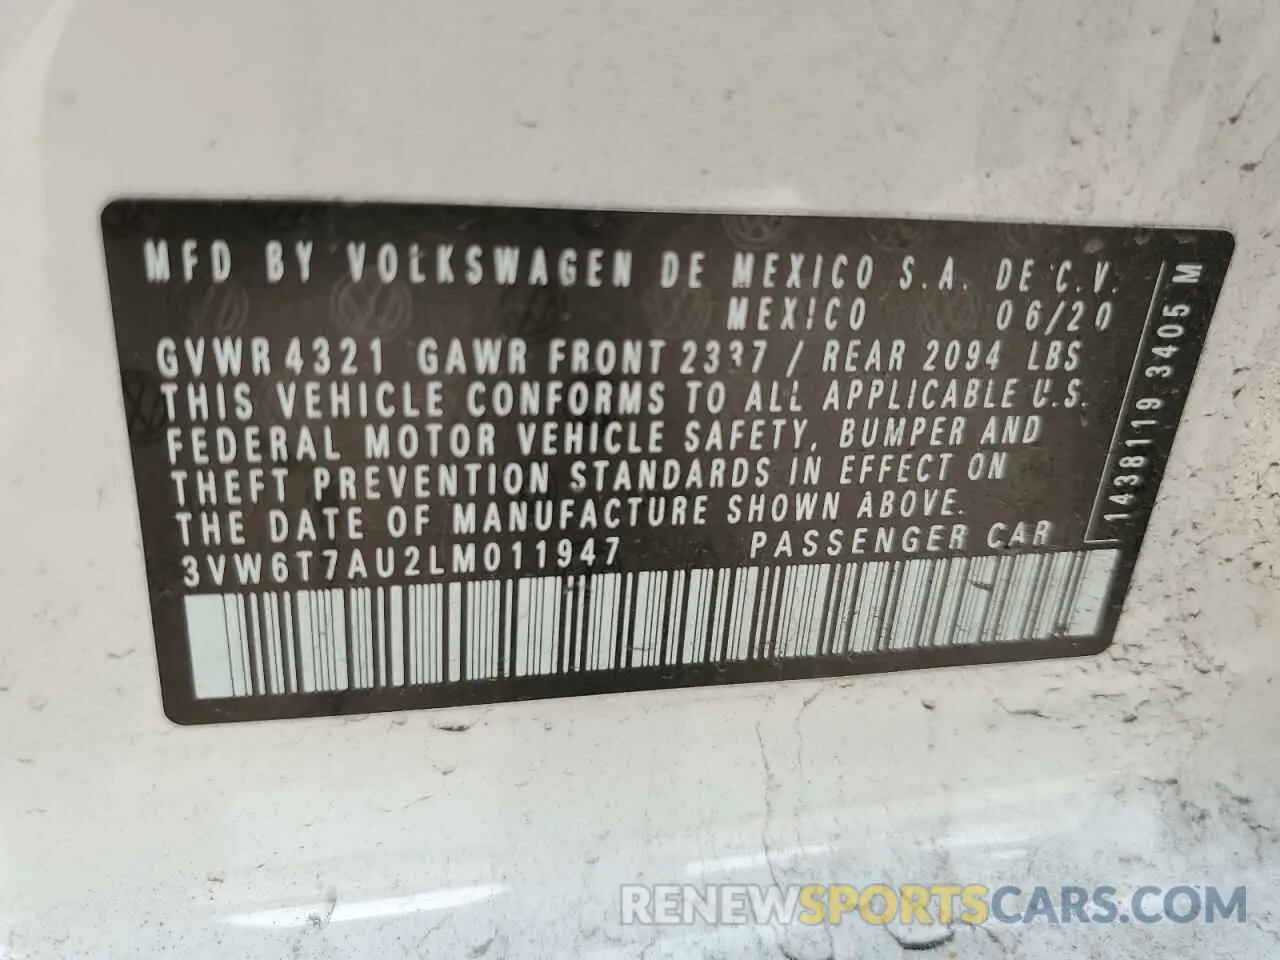 MFD BY VOLKSWAGEN DE MEXICO S.A. DE C.V.
MEXICO 06/20
GVWR 4321 GAWR FRONT 2337 / REAR 2094 LBS
THIS VEHICLE CONFORMS TO ALL APPLICABLE U.S.
FEDERAL MOTOR VEHICLE SAFETY, BUMPER AND
THEFT PREVENTION STANDARDS IN EFFECT ON
THE DATE OF MANUFACTURE SHOWN ABOVE.
3VW6T7AU2LM011947 PASSENGER CAR
1438119 3405 M
RENEWSPORTSCARS.COM